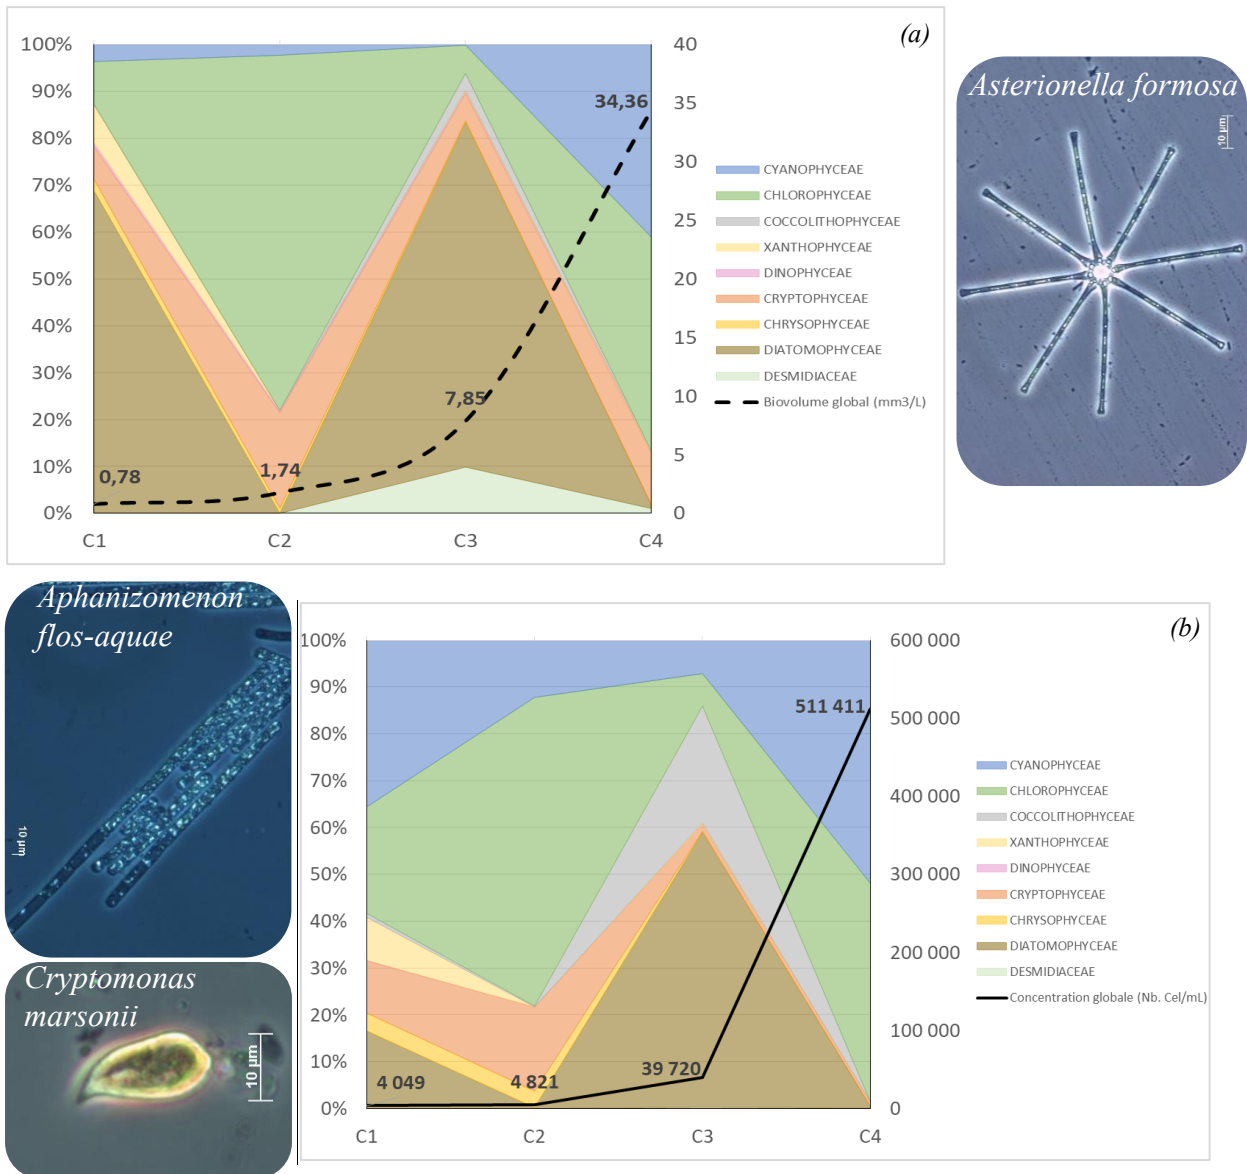 (a)
100%
90%
80%
70%
60%
50%
40%
30%
20%
10%
0%
40
35
30
25
20
15
10
5
0
0,78
1,74
7,85
34,36
C1 C2 C3 C4
CYANOPHYCEAE
CHLOROPHYCEAE
COCCOLITHOPHYCEAE
XANTHOPHYCEAE
DINOPHYCEAE
CRYPTOPHYCEAE
CHRYSOPHYCEAE
DIATOMOPHYCEAE
DESMIDIACEAE
Biovolume global (mm3/L)
Asterionella formosa
10 µm
Aphanizomenon
flos-aquae
10 µm
Cryptomonas
marsonii
10 µm
(b)
100%
90%
80%
70%
60%
50%
40%
30%
20%
10%
0%
600 000
500 000
400 000
300 000
200 000
100 000
0
4 049
4 821
39 720
511 411
C1 C2 C3 C4
CYANOPHYCEAE
CHLOROPHYCEAE
COCCOLITHOPHYCEAE
XANTHOPHYCEAE
DINOPHYCEAE
CRYPTOPHYCEAE
CHRYSOPHYCEAE
DIATOMOPHYCEAE
DESMIDIACEAE
Concentration globale (Nb. Cel/mL)